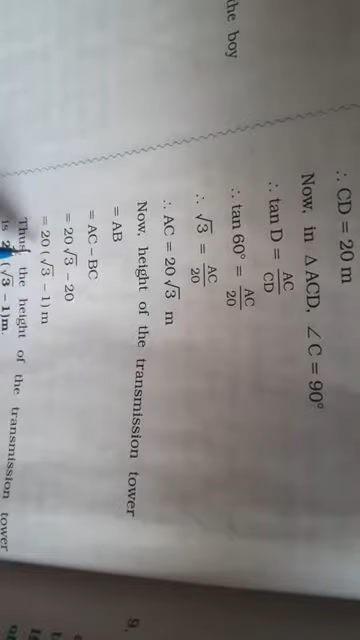 the boy
∴ CD = 20 m
Now, in Δ ACD, ∠C = 90°
∴ tan D = AC/CD
∴ tan 60° = AC/20
∴ √3 = AC/20
∴ AC = 20√3 m
Now, height of the transmission tower
= AB
= AC – BC
= 20√3 – 20
= 20 (√3 – 1) m
Thus, the height of the transmission tower
is (√3 – 1)m.
9.